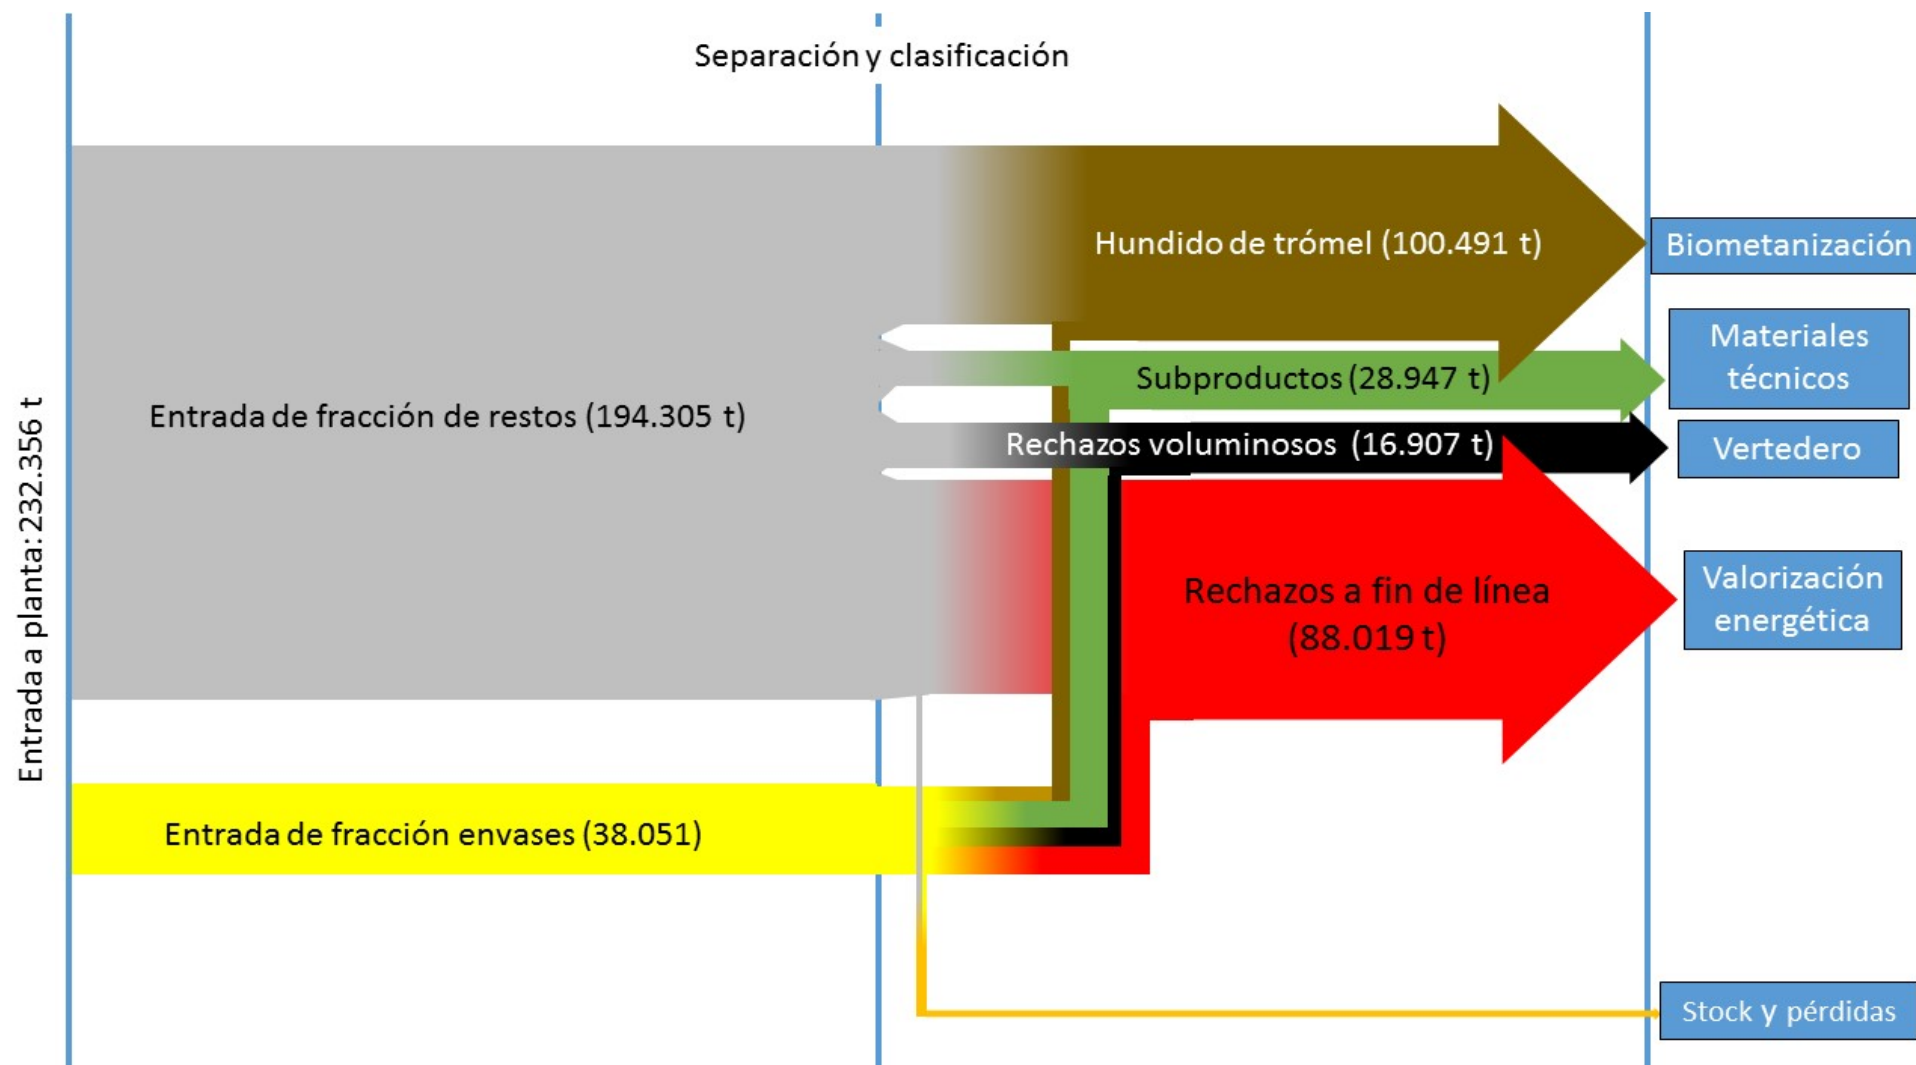 Separación y clasificación
Entrada a planta: 232.356 t
Entrada de fracción de restos (194.305 t)
Entrada de fracción envases (38.051)
Hundido de trómel (100.491 t)
Subproductos (28.947 t)
Rechazos voluminosos (16.907 t)
Rechazos a fin de línea
(88.019 t)
Biometanización
Materiales
técnicos
Vertedero
Valorización
energética
Stock y pérdidas